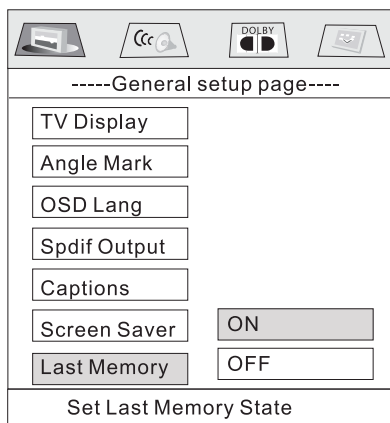 DOLBY
-----General setup page----
TV Display
Angle Mark
OSD Lang
Spdif Output
Captions
Screen Saver
ON
Last Memory
OFF
Set Last Memory State